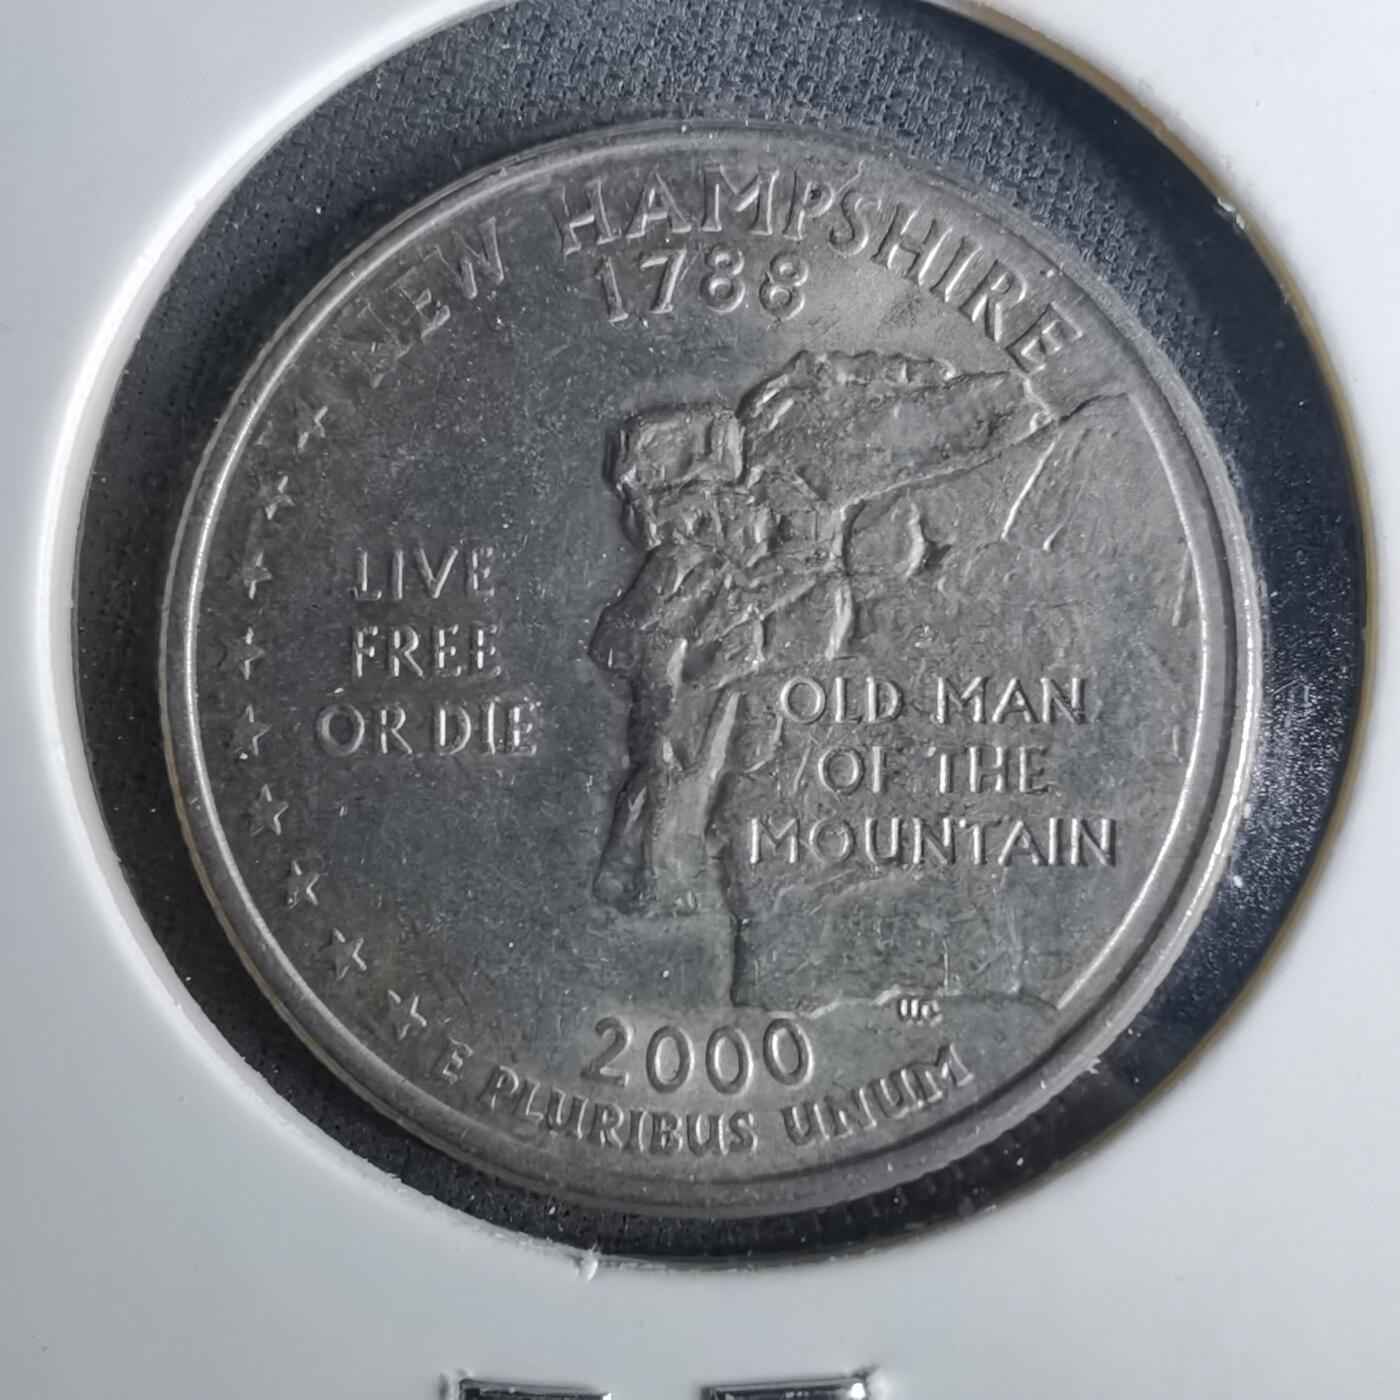 NEW HAMPSHIRE
1788
LIVE
FREE
OR DIE
OLD MAN
OF THE
MOUNTAIN
2000
E PLURIBUS UNUM